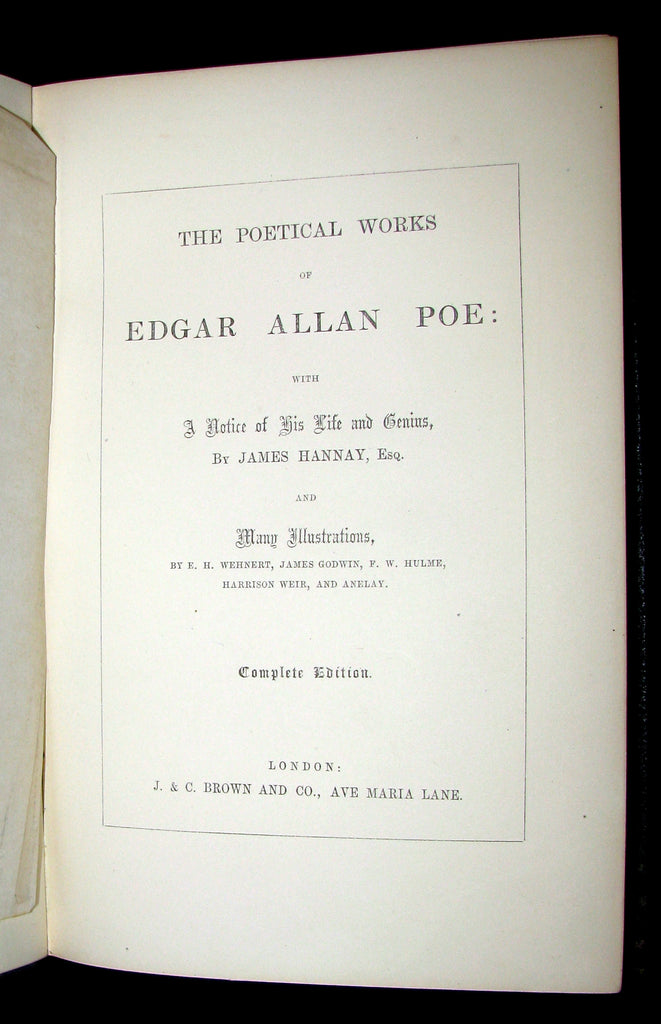 THE POETICAL WORKS
OF
EDGAR ALLAN POE:
WITH
A Notice of His Life and Genius,
BY JAMES HANNAY, ESQ.
AND
Many Illustrations,
BY E. H. WEHNERT, JAMES GODWIN, F. W. HULME,
HARRISON WEIR, AND ANELAY.
Complete Edition.
LONDON:
J. & C. BROWN AND CO., AVE MARIA LANE.